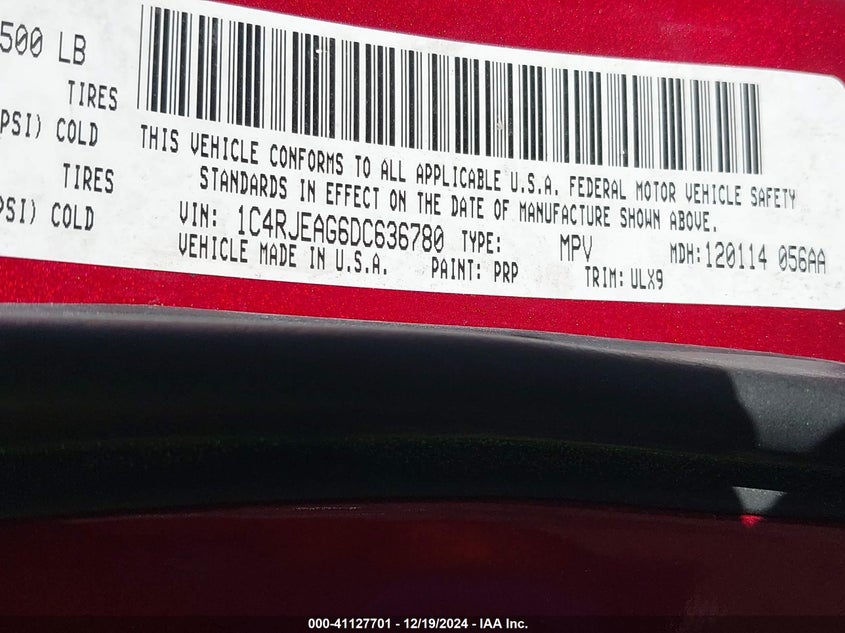 500 LB
TIRES
PSI) COLD
TIRES
PSI) COLD
THIS VEHICLE CONFORMS TO ALL APPLICABLE U.S.A. FEDERAL MOTOR VEHICLE SAFETY
STANDARDS IN EFFECT ON THE DATE OF MANUFACTURE SHOWN ABOVE.
VIN: 1C4RJEAG6DC636780 TYPE: MPV MDH: 120114 056AA
VEHICLE MADE IN U.S.A. PAINT: PRP TRIM: ULX9
000-41127701 - 12/19/2024 - IAA Inc.